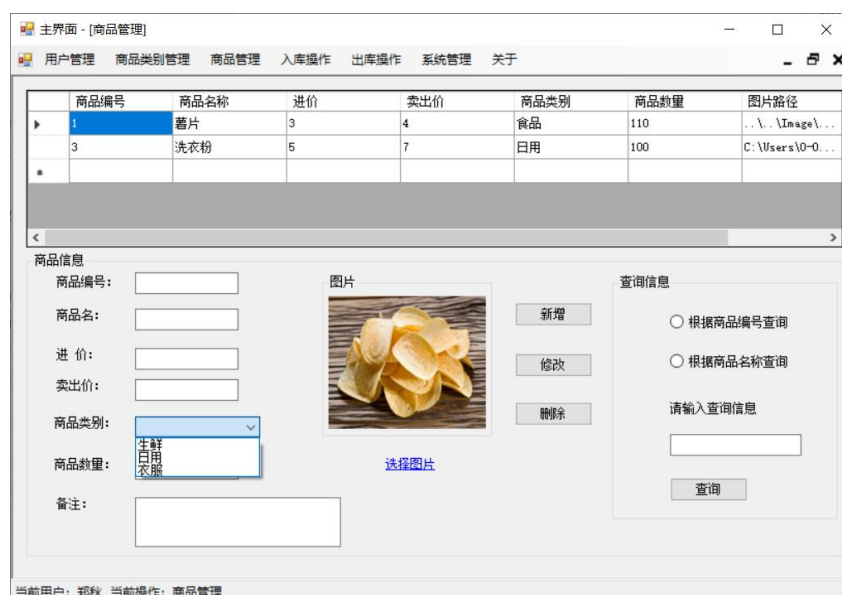 主界面 - [商品管理]
用户管理 商品类别管理 商品管理 入库操作 出库操作 系统管理 关于
商品编号 商品名称 进价 卖出价 商品类别 商品数量 图片路径
1 薯片 3 4 食品 110 ..\..\Image\...
3 洗衣粉 5 7 日用 100 C:\Users\0-0...
商品信息
商品编号:
图片
查询信息
商品名:
新增
根据商品编号查询
进 价:
修改
根据商品名称查询
卖出价:
商品类别:
删除
请输入查询信息
生鲜
日用
衣服
商品数量:
选择图片
查询
备注:
当前用户: 郑秋 当前操作: 商品管理